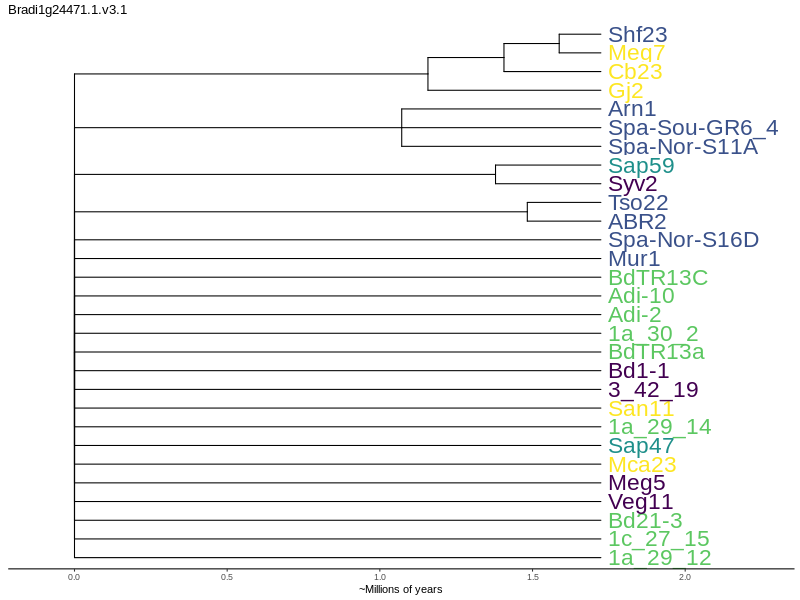 Bradi1g24471.1.v3.1
Shf23
Meg7
Cb23
Gj2
Arn1
Spa-Sou-GR6_4
Spa-Nor-S11A
Sap59
Syv2
Tso22
ABR2
Spa-Nor-S16D
Mur1
BdTR13C
Adi-10
Adi-2
1a_30_2
BdTR13a
Bd1-1
3_42_19
San11
1a_29_14
Sap47
Mca23
Meg5
Veg11
Bd21-3
1c_27_15
1a_29_12
0.0 0.5 1.0 1.5 2.0
~Millions of years